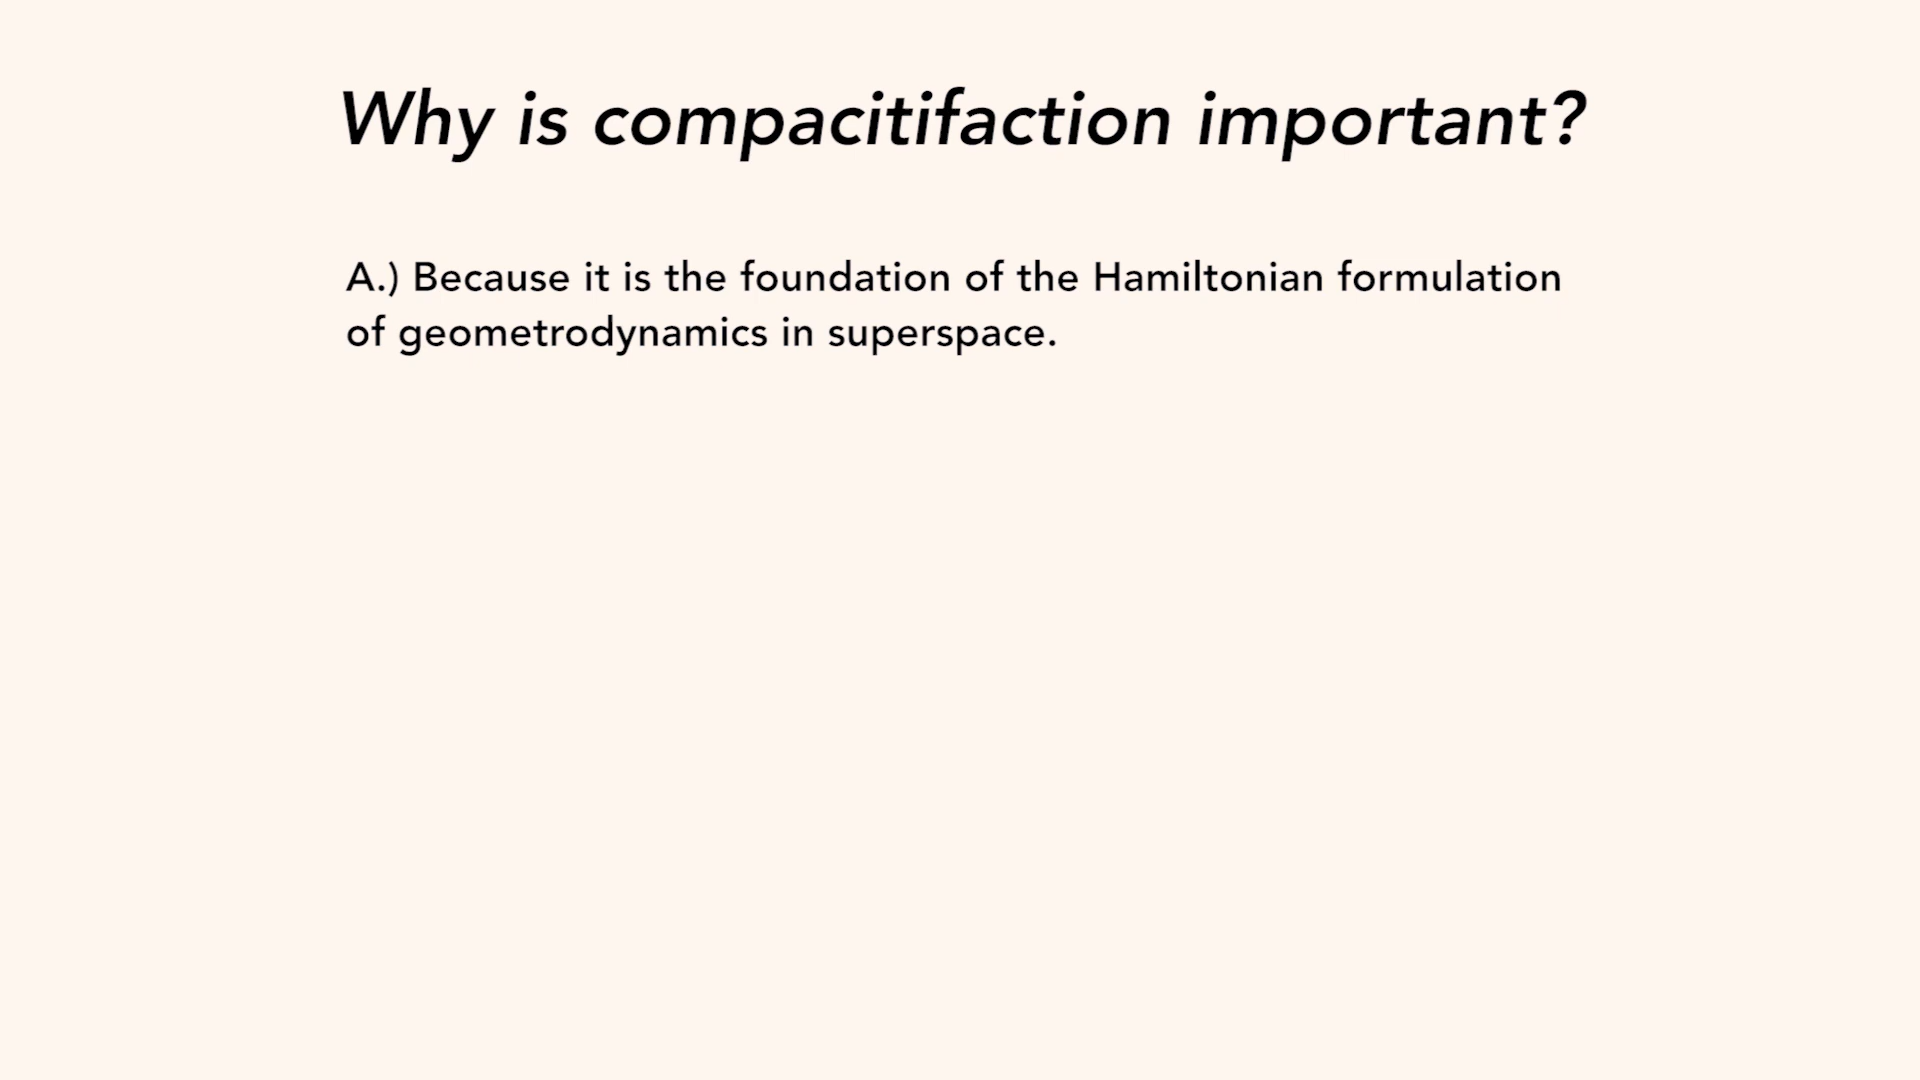 Why is compacitifaction important?
A.) Because it is the foundation of the Hamiltonian formulation
of geometrodynamics in superspace.